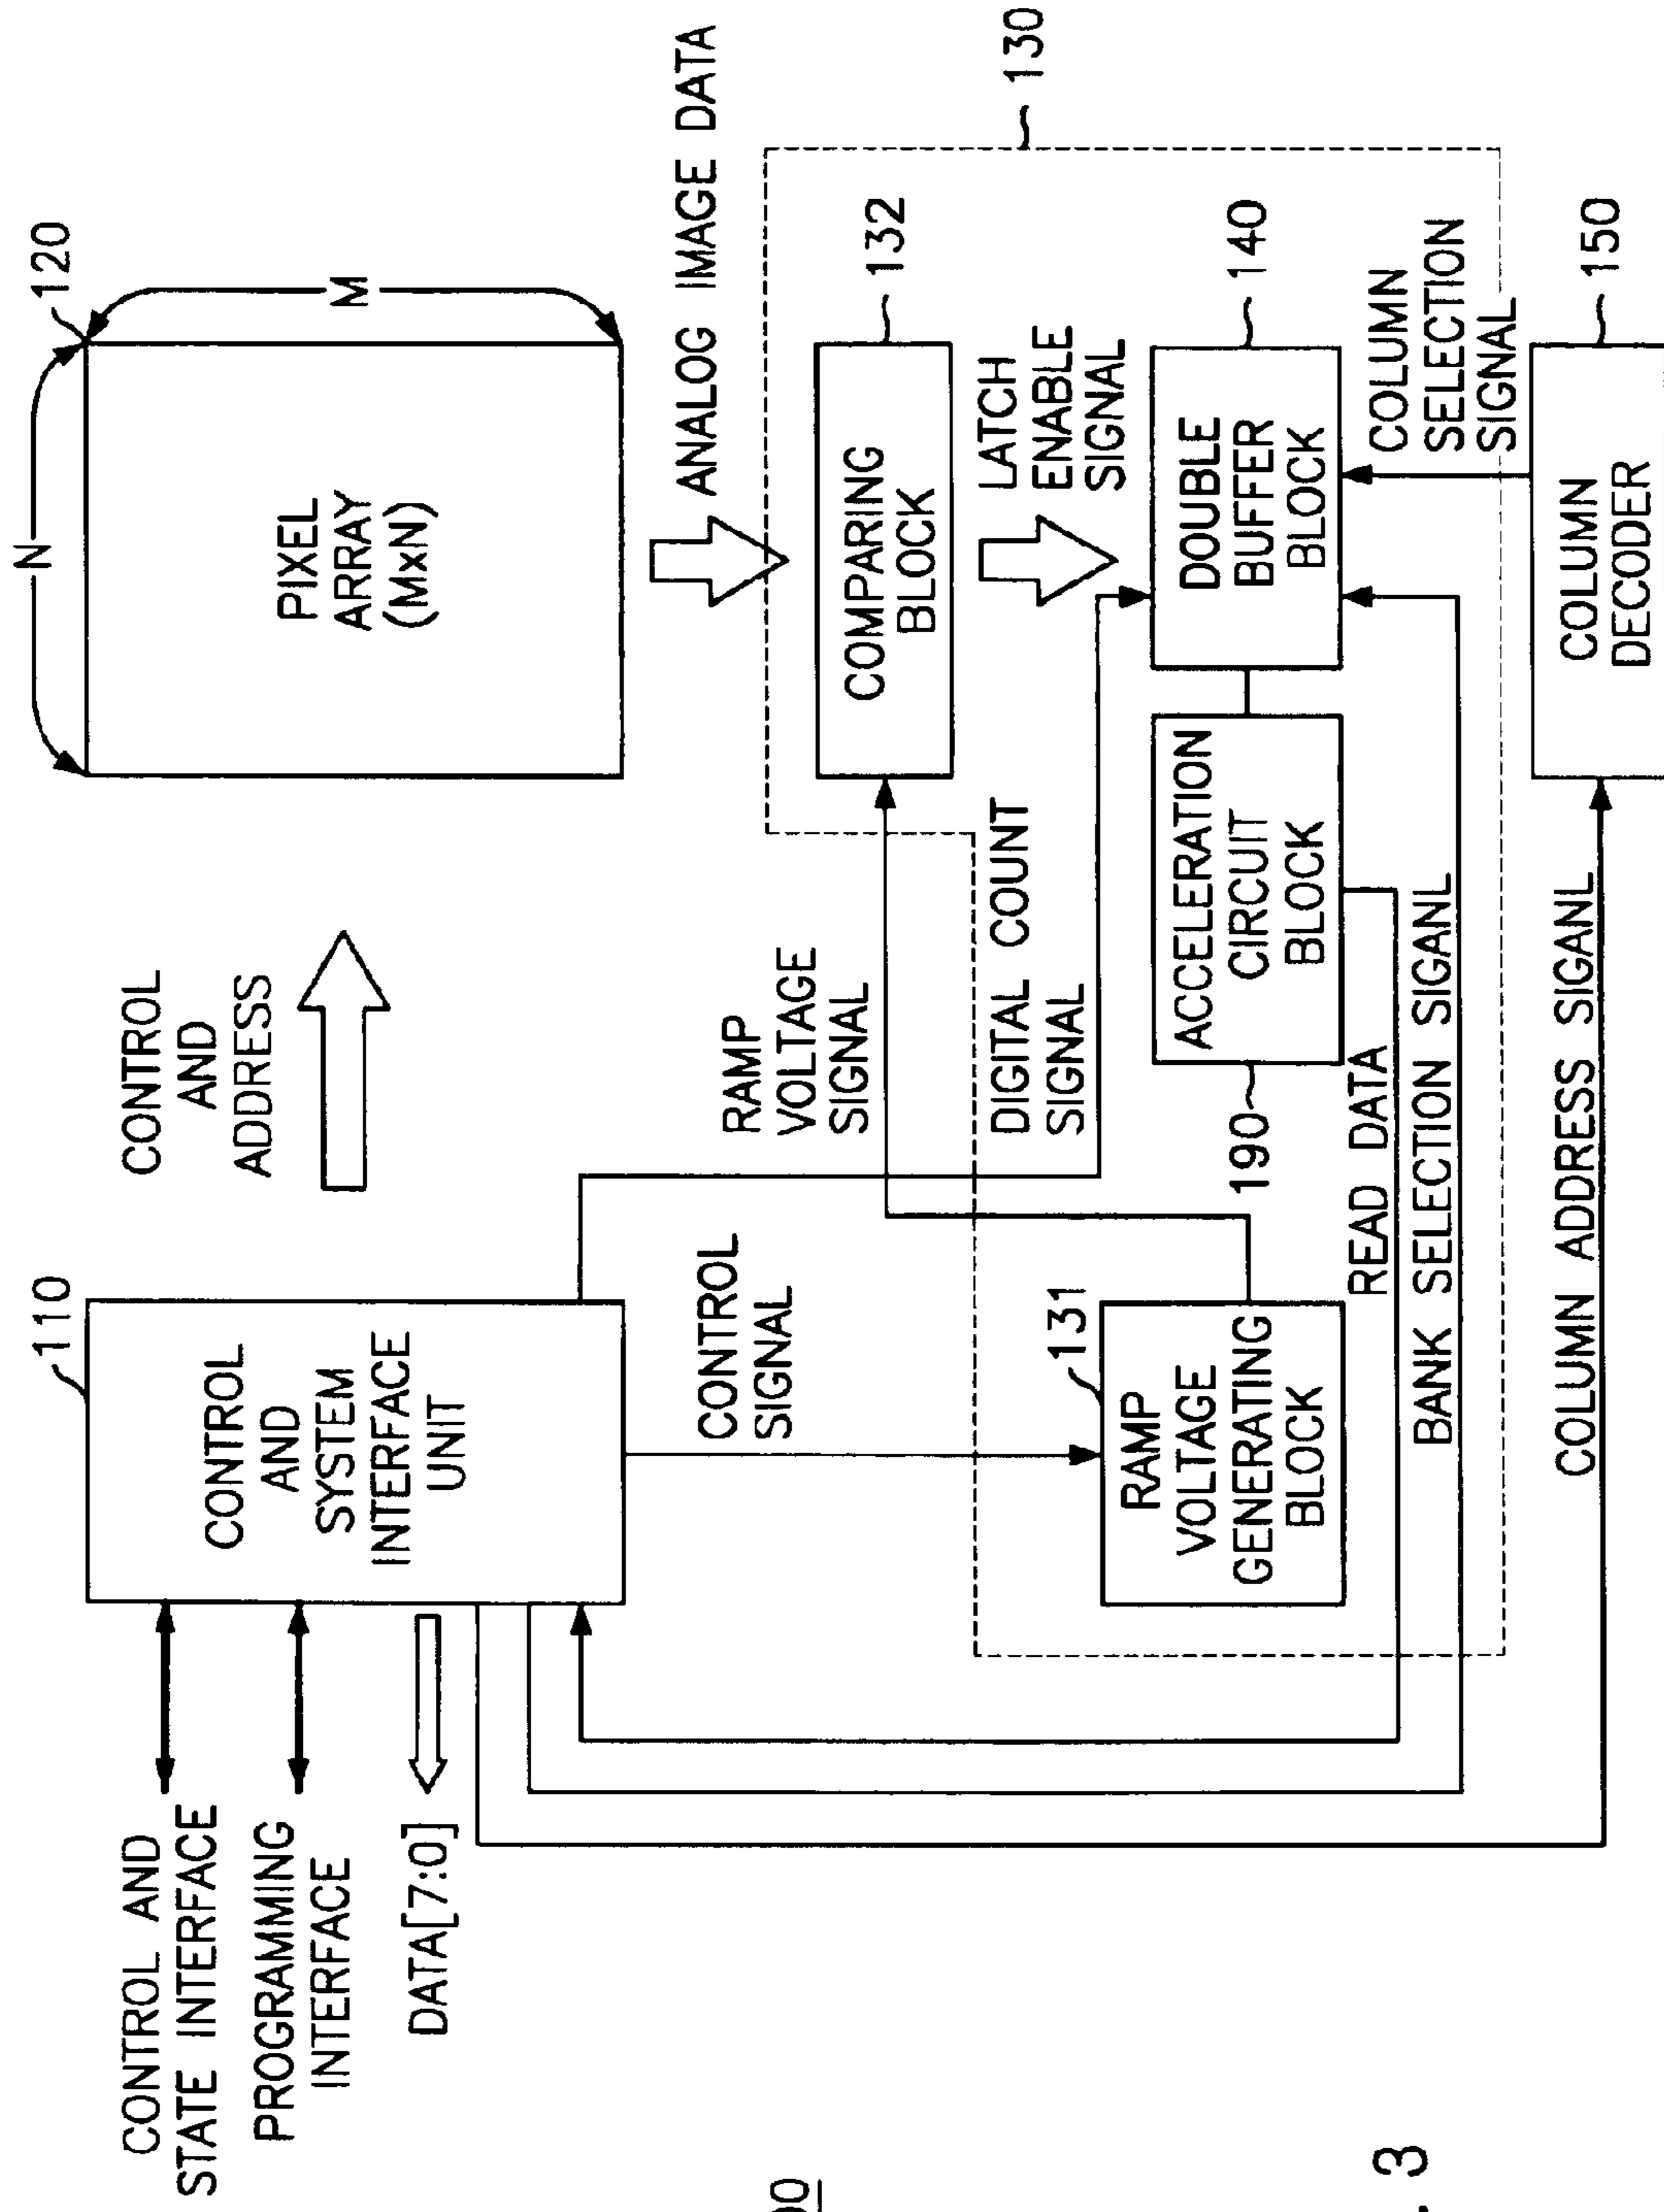 CONTROL AND
STATE INTERFACE
PROGRAMMING
INTERFACE
DATA[7:0]
110
CONTROL
AND
SYSTEM
INTERFACE
UNIT
CONTROL
AND
ADDRESS
N
120
PIXEL
ARRAY
(MxN)
M
ANALOG IMAGE DATA
CONTROL
SIGNAL
RAMP
VOLTAGE
SIGNAL
130
COMPARING
BLOCK
132
DIGITAL COUNT
SIGNAL
LATCH
ENABLE
SIGNAL
131
RAMP
VOLTAGE
GENERATING
BLOCK
190
ACCELERATION
CIRCUIT
BLOCK
DOUBLE
BUFFER
BLOCK
140
READ DATA
BANK SELECTION SIGANL
COLUMN
SELECTION
SIGNAL
COLUMN ADDRESS SIGANL
COLUMN
DECODER
150
00
. 3